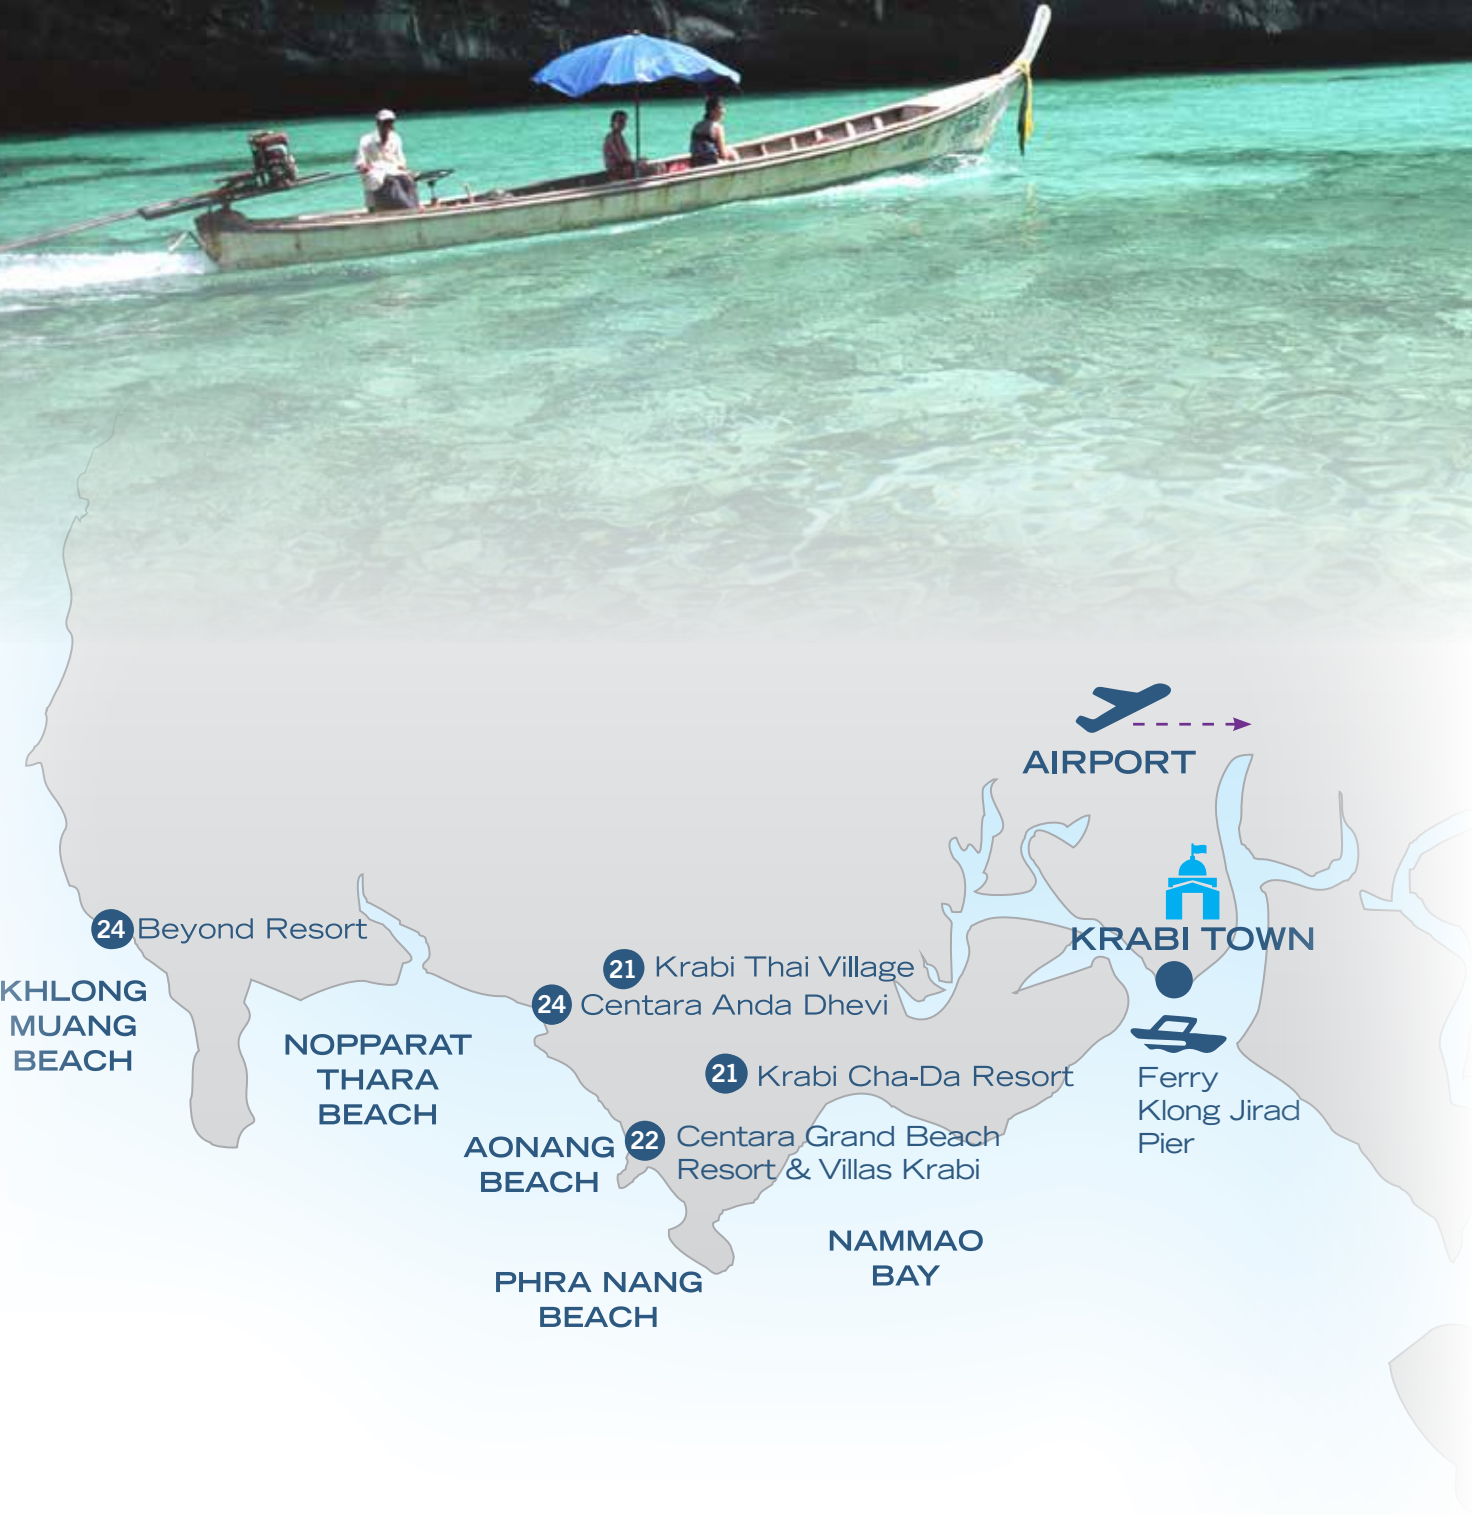 AIRPORT
KRABI TOWN
24 Beyond Resort
21 Krabi Thai Village
24 Centara Anda Dhevi
KHLONG
MUANG
BEACH
NOPPARAT
THARA
BEACH
21 Krabi Cha-Da Resort
Ferry
Klong Jirad
Pier
AONANG
BEACH
22 Centara Grand Beach
Resort & Villas Krabi
NAMMAO
BAY
PHRA NANG
BEACH